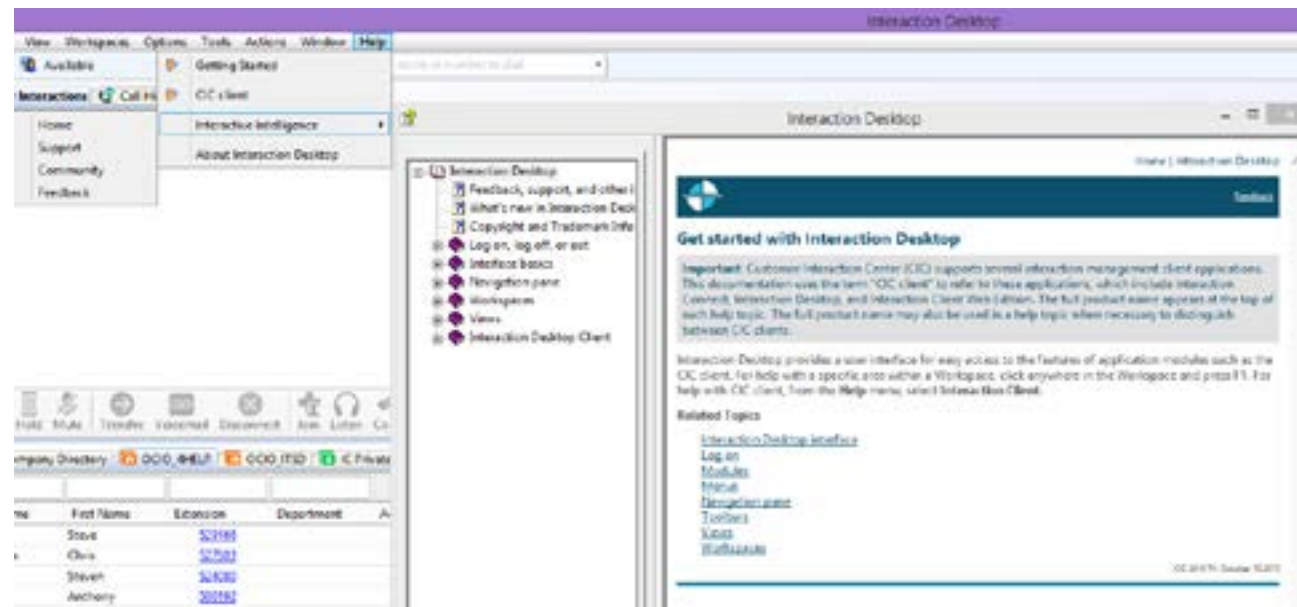 Interaction Desktop
View Workspaces Options Tools Actions Window Help
Available
Getting Started
CIC client
Interactions
Interactive Intelligence
About Interaction Desktop
Home
Support
Community
Feedback
Interaction Desktop
Interaction Desktop
Feedback, support, and other i
What's new in Interaction Desk
Copyright and Trademark Info
Log on, log off, or exit
Interface basics
Navigation pane
Workspaces
Views
Interaction Desktop Client
Home | Interaction Desktop
Feedback
Get started with Interaction Desktop
Important: Customer Interaction Center (CIC) supports several interaction management client applications.
This documentation uses the term "CIC client" to refer to these applications, which include Interaction
Connect, Interaction Desktop, and Interaction Client Web Edition. The full product name appears at the top of
each help topic. The full product name may also be used in a help topic when necessary to distinguish
between CIC clients.
Interaction Desktop provides a user interface for easy access to the features of application modules such as the
CIC client. For help with a specific area within a Workspace, click anywhere in the Workspace and press F1. For
help with CIC client, from the Help menu, select Interaction Client.
Related Topics
Interaction Desktop interface
Log on
Modules
Menus
Navigation pane
Toolbars
Views
Workspaces
Hold Mute Transfer Voicemail Disconnect Join Listen
ompany Directory
First Name Extension Department
Steve
Chris
Steven
Anthony